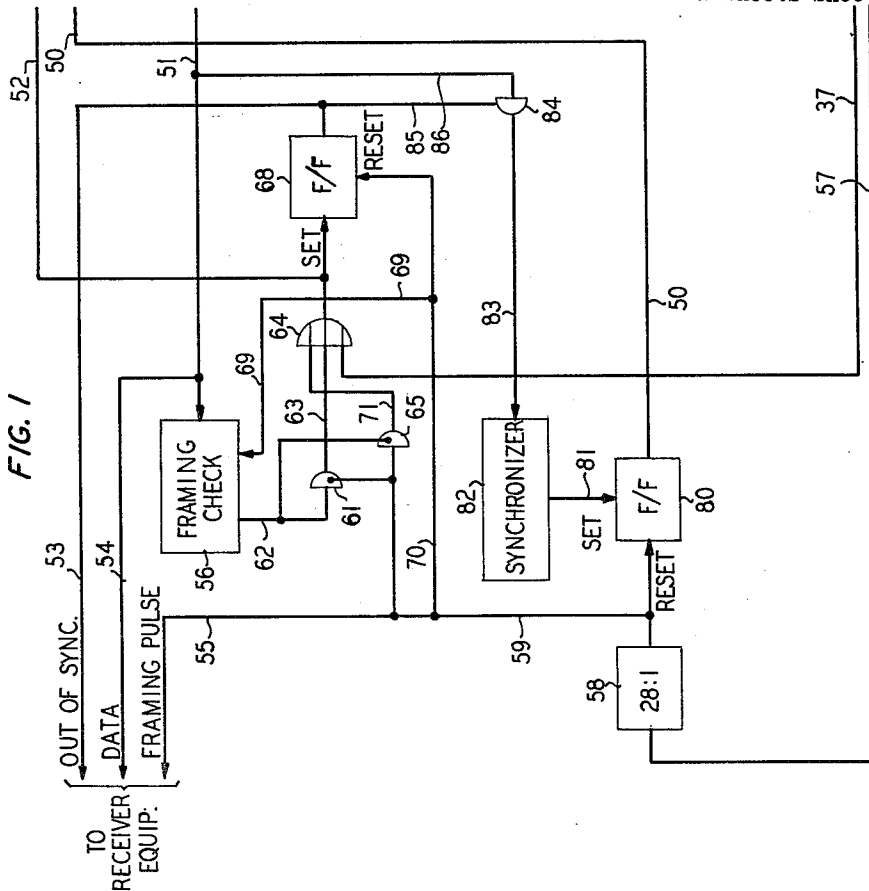 FIG. 1
TO
RECEIVER
EQUIP.
OUT OF SYNC.
53
DATA
54
FRAMING PULSE
55
52
50
51
FRAMING
CHECK
56
62
69
69
63
64
61
71
65
SET
68
F/F
RESET
85
86
84
70
83
82
SYNCHRONIZER
81
SET
F/F
80
RESET
59
58
28:1
50
37
57